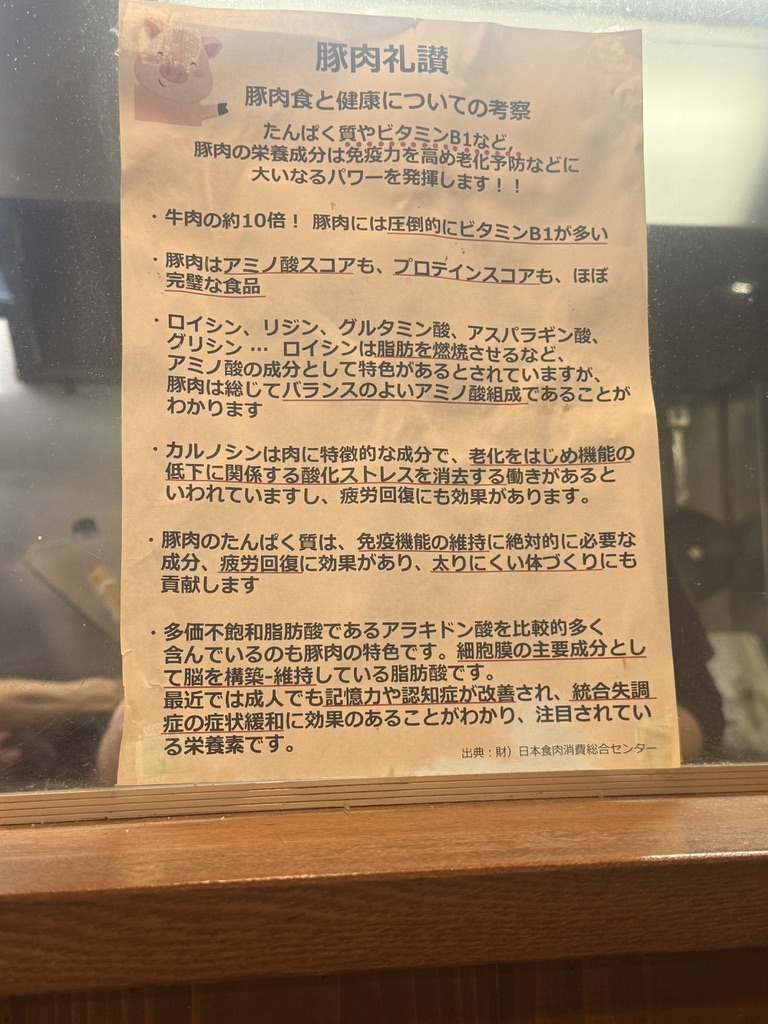 豚肉礼讃
豚肉食と健康についての考察
たんぱく質やビタミンB1など、
豚肉の栄養成分は免疫力を高め老化予防などに
大いなるパワーを発揮します！！
・牛肉の約10倍！ 豚肉には圧倒的にビタミンB1が多い
・豚肉はアミノ酸スコアも、プロテインスコアも、ほぼ
完璧な食品
・ロイシン、リジン、グルタミン酸、アスパラギン酸、
グリシン … ロイシンは脂肪を燃焼させるなど、
アミノ酸の成分として特色があるとされていますが、
豚肉は総じてバランスのよいアミノ酸組成であることが
わかります
・カルノシンは肉に特徴的な成分で、老化をはじめ機能の
低下に関係する酸化ストレスを消去する働きがあると
いわれていますし、疲労回復にも効果があります。
・豚肉のたんぱく質は、免疫機能の維持に絶対的に必要な
成分、疲労回復に効果があり、太りにくい体づくりにも
貢献します
・多価不飽和脂肪酸であるアラキドン酸を比較的多く
含んでいるのも豚肉の特色です。細胞膜の主要成分とし
て脳を構築-維持している脂肪酸です。
最近では成人でも記憶力や認知症が改善され、統合失調
症の症状緩和に効果のあることがわかり、注目されてい
る栄養素です。
出典：財）日本食肉消費総合センター